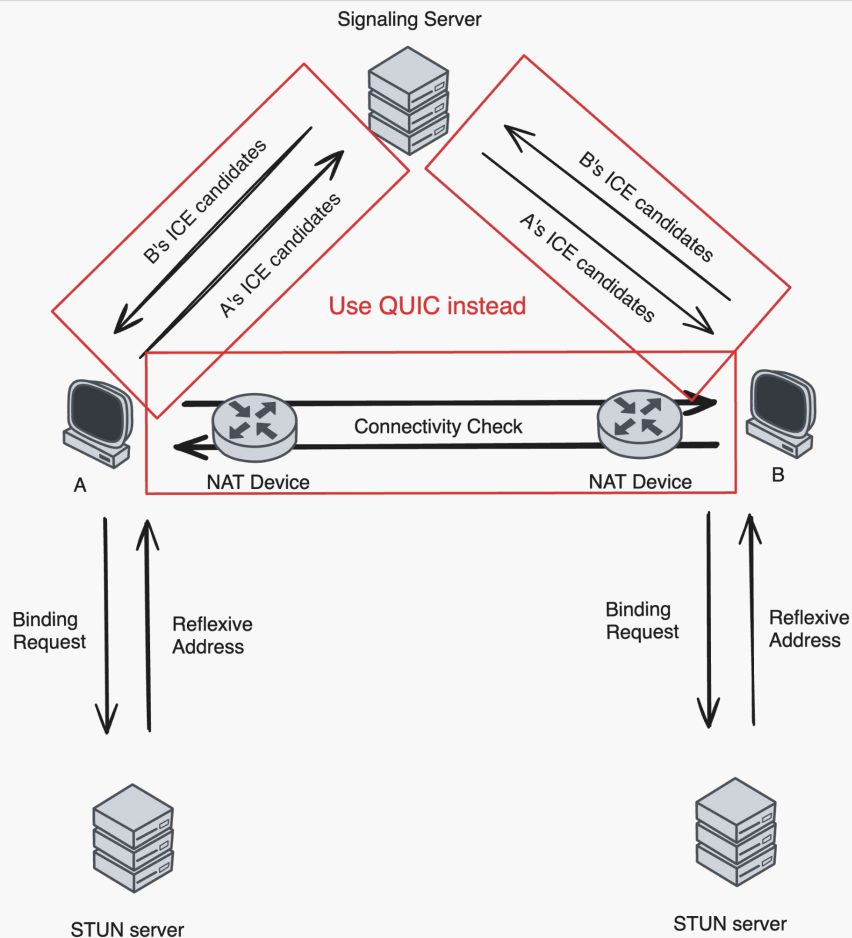 Signaling Server
B's ICE candidates
A's ICE candidates
B's ICE candidates
A's ICE candidates
Use QUIC instead
Connectivity Check
A
NAT Device
NAT Device
B
Binding
Request
Reflexive
Address
Binding
Request
Reflexive
Address
STUN server
STUN server